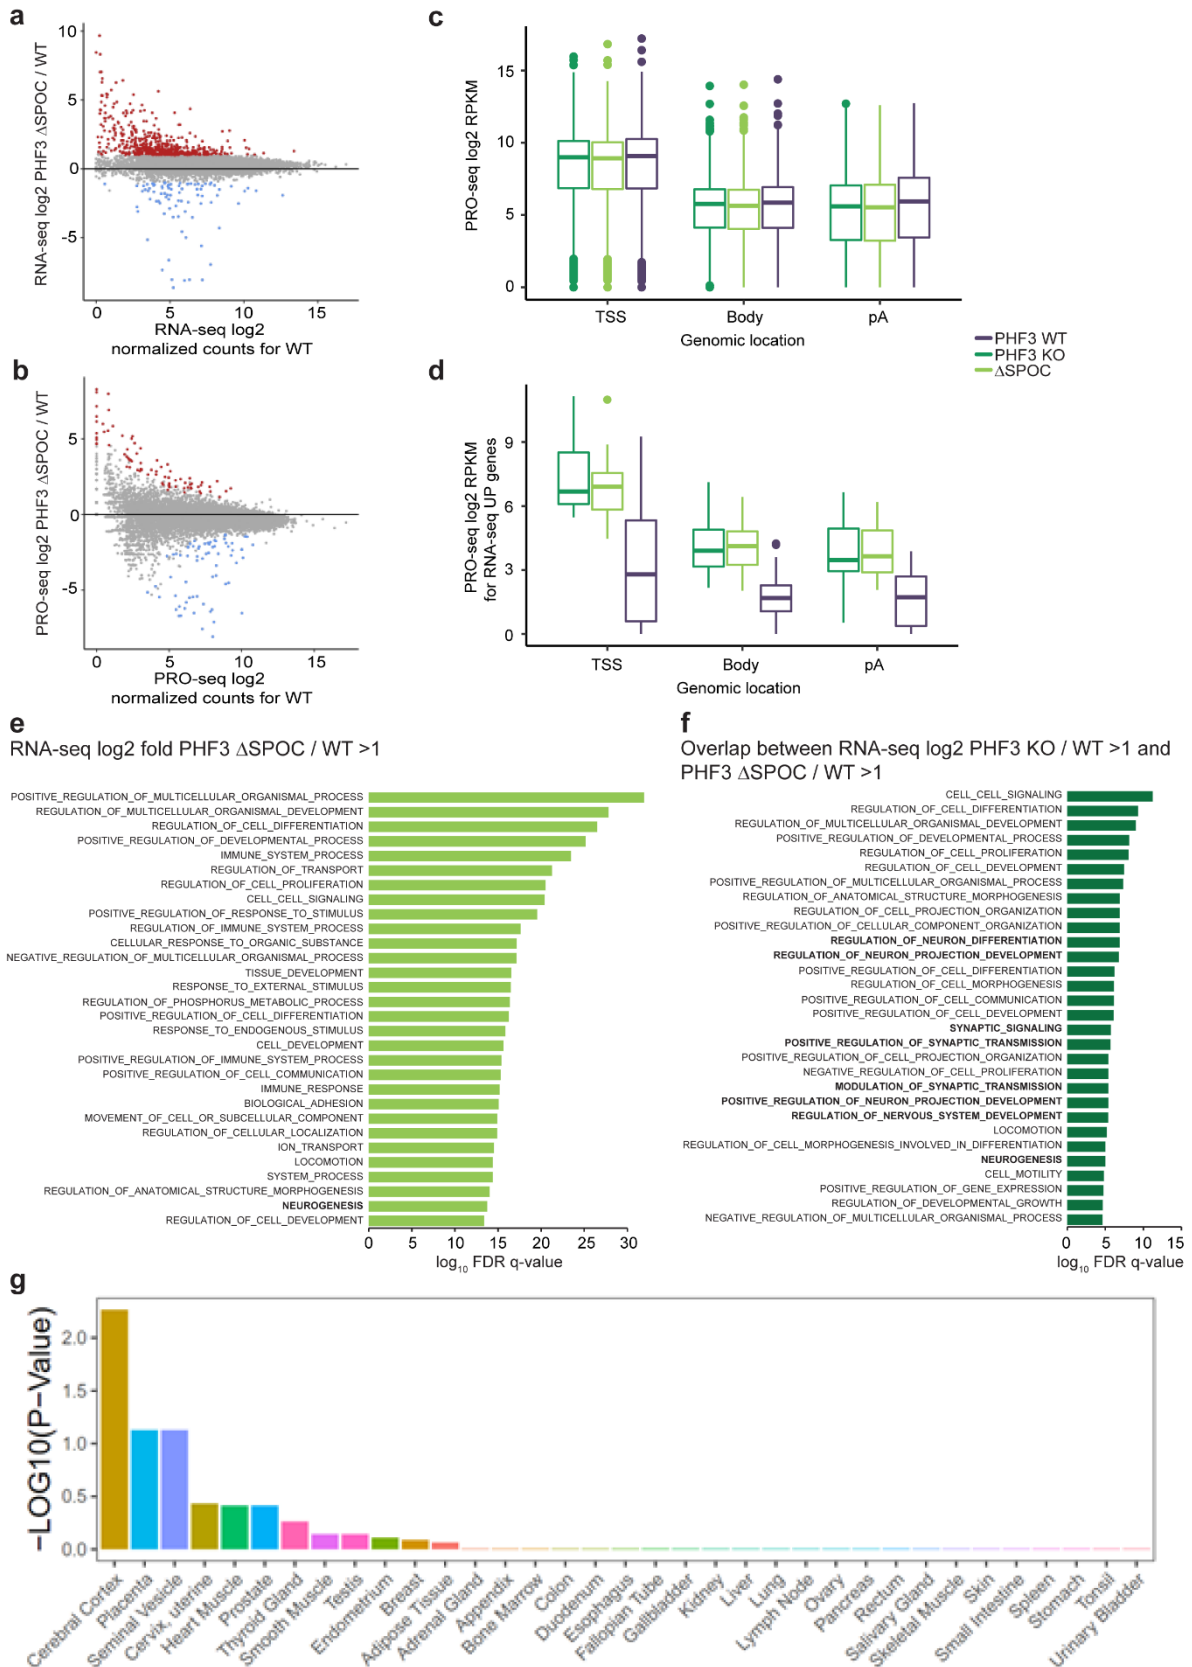 a
RNA-seq log2 PHF3 ΔSPOC / WT
10
5
0
-5
0 5 10 15
RNA-seq log2
normalized counts for WT
b
PRO-seq log2 PHF3 ΔSPOC / WT
5
0
-5
0 5 10 15
PRO-seq log2
normalized counts for WT
c
PRO-seq log2 RPKM
15
10
5
0
TSS Body pA
Genomic location
PHF3 WT
PHF3 KO
ΔSPOC
d
PRO-seq log2 RPKM
for RNA-seq UP genes
9
6
3
0
TSS Body pA
Genomic location
e
RNA-seq log2 fold PHF3 ΔSPOC / WT >1
POSITIVE_REGULATION_OF_MULTICELLULAR_ORGANISMAL_PROCESS
REGULATION_OF_MULTICELLULAR_ORGANISMAL_DEVELOPMENT
REGULATION_OF_CELL_DIFFERENTIATION
POSITIVE_REGULATION_OF_DEVELOPMENTAL_PROCESS
IMMUNE_SYSTEM_PROCESS
REGULATION_OF_TRANSPORT
REGULATION_OF_CELL_PROLIFERATION
CELL_CELL_SIGNALING
POSITIVE_REGULATION_OF_RESPONSE_TO_STIMULUS
REGULATION_OF_IMMUNE_SYSTEM_PROCESS
CELLULAR_RESPONSE_TO_ORGANIC_SUBSTANCE
NEGATIVE_REGULATION_OF_MULTICELLULAR_ORGANISMAL_PROCESS
TISSUE_DEVELOPMENT
RESPONSE_TO_EXTERNAL_STIMULUS
REGULATION_OF_PHOSPHORUS_METABOLIC_PROCESS
POSITIVE_REGULATION_OF_CELL_DIFFERENTIATION
RESPONSE_TO_ENDOGENOUS_STIMULUS
CELL_DEVELOPMENT
POSITIVE_REGULATION_OF_IMMUNE_SYSTEM_PROCESS
POSITIVE_REGULATION_OF_CELL_COMMUNICATION
IMMUNE_RESPONSE
BIOLOGICAL_ADHESION
MOVEMENT_OF_CELL_OR_SUBCELLULAR_COMPONENT
REGULATION_OF_CELLULAR_LOCALIZATION
ION_TRANSPORT
LOCOMOTION
SYSTEM_PROCESS
REGULATION_OF_ANATOMICAL_STRUCTURE_MORPHOGENESIS
NEUROGENESIS
REGULATION_OF_CELL_DEVELOPMENT
0 5 10 15 20 25 30
log10 FDR q-value
f
Overlap between RNA-seq log2 PHF3 KO / WT >1 and
PHF3 ΔSPOC / WT >1
CELL_CELL_SIGNALING
REGULATION_OF_CELL_DIFFERENTIATION
REGULATION_OF_MULTICELLULAR_ORGANISMAL_DEVELOPMENT
POSITIVE_REGULATION_OF_DEVELOPMENTAL_PROCESS
REGULATION_OF_CELL_PROLIFERATION
REGULATION_OF_CELL_DEVELOPMENT
POSITIVE_REGULATION_OF_MULTICELLULAR_ORGANISMAL_PROCESS
REGULATION_OF_ANATOMICAL_STRUCTURE_MORPHOGENESIS
REGULATION_OF_CELL_PROJECTION_ORGANIZATION
POSITIVE_REGULATION_OF_CELLULAR_COMPONENT_ORGANIZATION
REGULATION_OF_NEURON_DIFFERENTIATION
REGULATION_OF_NEURON_PROJECTION_DEVELOPMENT
POSITIVE_REGULATION_OF_CELL_DIFFERENTIATION
REGULATION_OF_CELL_MORPHOGENESIS
POSITIVE_REGULATION_OF_CELL_COMMUNICATION
POSITIVE_REGULATION_OF_CELL_DEVELOPMENT
SYNAPTIC_SIGNALING
POSITIVE_REGULATION_OF_SYNAPTIC_TRANSMISSION
POSITIVE_REGULATION_OF_CELL_PROJECTION_ORGANIZATION
NEGATIVE_REGULATION_OF_CELL_PROLIFERATION
MODULATION_OF_SYNAPTIC_TRANSMISSION
POSITIVE_REGULATION_OF_NEURON_PROJECTION_DEVELOPMENT
REGULATION_OF_NERVOUS_SYSTEM_DEVELOPMENT
LOCOMOTION
REGULATION_OF_CELL_MORPHOGENESIS_INVOLVED_IN_DIFFERENTIATION
NEUROGENESIS
CELL_MOTILITY
POSITIVE_REGULATION_OF_GENE_EXPRESSION
REGULATION_OF_DEVELOPMENTAL_GROWTH
NEGATIVE_REGULATION_OF_MULTICELLULAR_ORGANISMAL_PROCESS
0 5 10 15
log10 FDR q-value
g
−LOG10(P−Value)
2.0
1.5
1.0
0.5
0.0
Cerebral Cortex
Placenta
Seminal Vesicle
Cervix, uterine
Heart Muscle
Prostate
Thyroid Gland
Smooth Muscle
Testis
Endometrium
Breast
Adipose Tissue
Adrenal Gland
Appendix
Bone Marrow
Colon
Duodenum
Esophagus
Fallopian Tube
Gallbladder
Kidney
Liver
Lung
Lymph Node
Ovary
Pancreas
Rectum
Salivary Gland
Skeletal Muscle
Skin
Small Intestine
Spleen
Stomach
Tonsil
Urinary Bladder